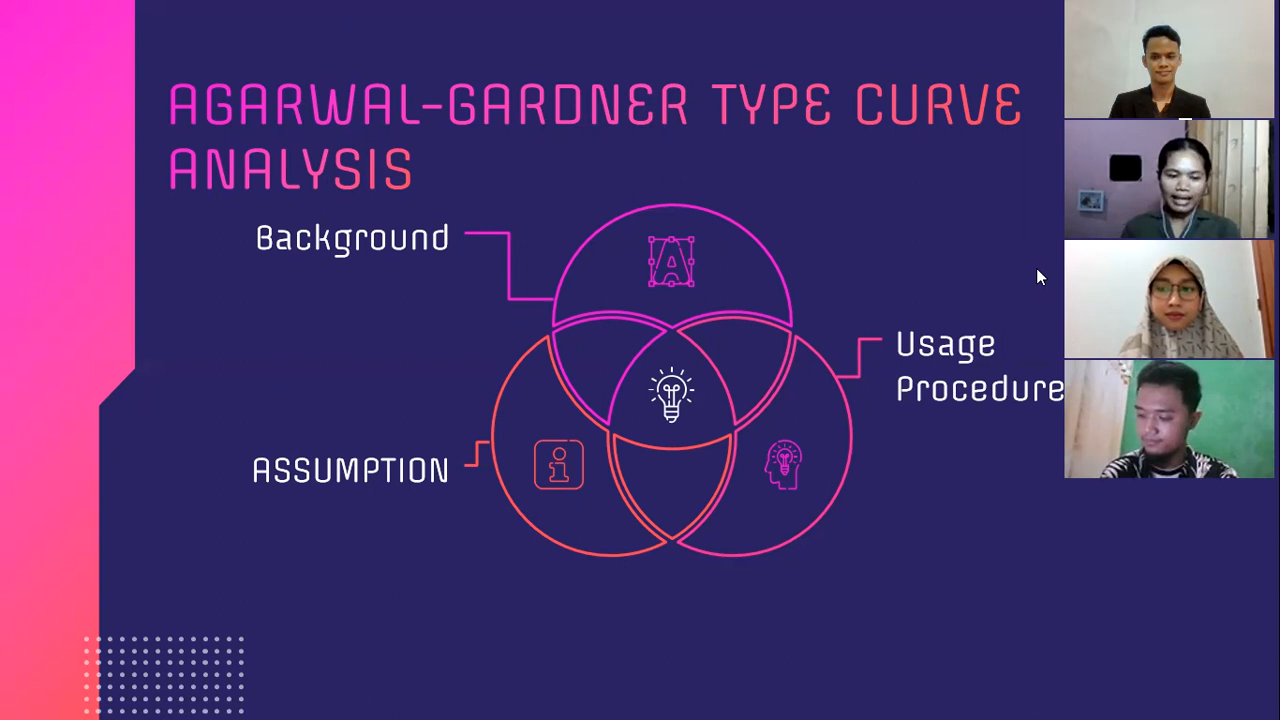 AGARWAL-GARDNER TYPE CURVE
ANALYSIS
Background
Usage
Procedure
ASSUMPTION